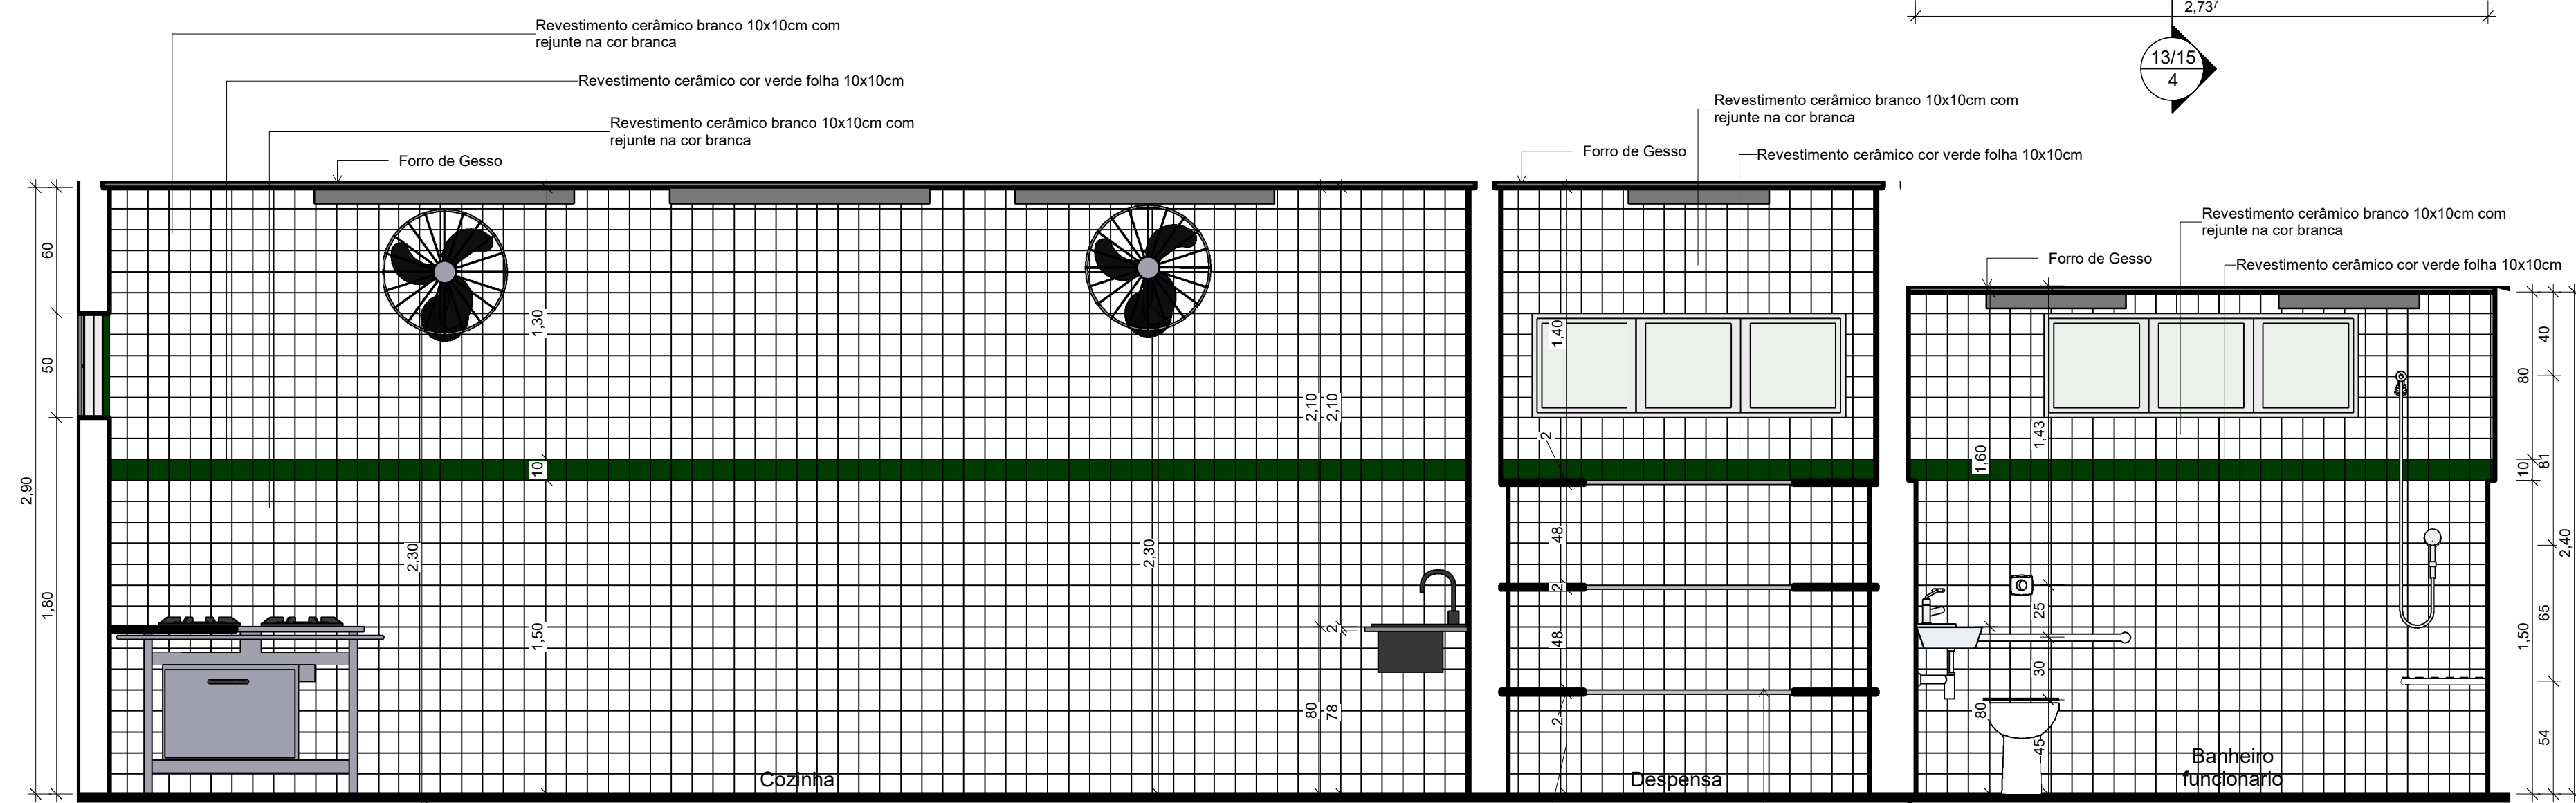 2,73⁷
13/15
4
Revestimento cerâmico branco 10x10cm com
rejunte na cor branca
Revestimento cerâmico cor verde folha 10x10cm
Revestimento cerâmico branco 10x10cm com
rejunte na cor branca
Forro de Gesso
Revestimento cerâmico branco 10x10cm com
rejunte na cor branca
Forro de Gesso
Revestimento cerâmico cor verde folha 10x10cm
Revestimento cerâmico branco 10x10cm com
rejunte na cor branca
Forro de Gesso
Revestimento cerâmico cor verde folha 10x10cm
2,90
60
50
1,80
2,30
1,30
10
1,50
2,30
2,10
2,10
2
80
78
Cozinha
1,40
2
48
2
48
2
Despensa
1,60
80
1,43
25
30
45
Banheiro
funcionario
80
10
1,50
40
81
65
54
2,40